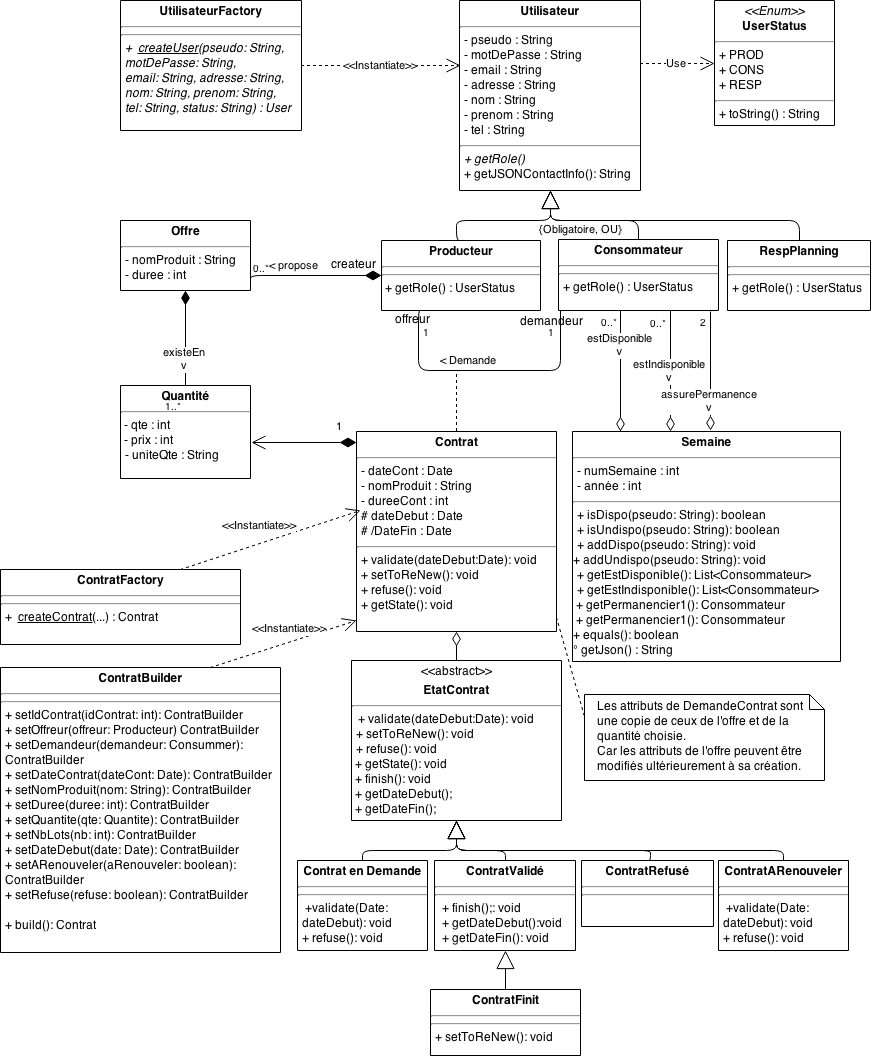 UtilisateurFactory
+ createUser(pseudo: String,
motDePasse: String,
email: String, adresse: String,
nom: String, prenom: String,
tel: String, status: String) : User
<<Instantiate>>
Utilisateur
- pseudo : String
- motDePasse : String
- email : String
- adresse : String
- nom : String
- prenom : String
- tel : String
+ getRole()
+ getJSONContactInfo(): String
Use
<<Enum>>
UserStatus
+ PROD
+ CONS
+ RESP
+ toString() : String
{Obligatoire, OU}
Offre
- nomProduit : String
- duree : int
0..*
< propose
createur
Producteur
+ getRole() : UserStatus
Consommateur
+ getRole() : UserStatus
RespPlanning
+ getRole() : UserStatus
offreur
1
demandeur
1
< Demande
0..*
estDisponible
v
0..*
estIndisponible
v
2
assurePermanence
v
existeEn
v
Quantité
1..*
- qte : int
- prix : int
- uniteQte : String
1
Contrat
- dateCont : Date
- nomProduit : String
- dureeCont : int
# dateDebut : Date
# /DateFin : Date
+ validate(dateDebut:Date): void
+ setToReNew(): void
+ refuse(): void
+ getState(): void
Semaine
- numSemaine : int
- année : int
+ isDispo(pseudo: String): boolean
+ isUndispo(pseudo: String): boolean
+ addDispo(pseudo: String): void
+ addUndispo(pseudo: String): void
+ getEstDisponible(): List<Consommateur>
+ getEstIndisponible(): List<Consommateur>
+ getPermanencier1(): Consommateur
+ getPermanencier1(): Consommateur
+ equals(): boolean
° getJson() : String
<<Instantiate>>
ContratFactory
+ createContrat(...) : Contrat
<<Instantiate>>
ContratBuilder
+ setIdContrat(idContrat: int): ContratBuilder
+ setOffreur(offreur: Producteur) ContratBuilder
+ setDemandeur(demandeur: Consummer):
ContratBuilder
+ setDateContrat(dateCont: Date): ContratBuilder
+ setNomProduit(nom: String): ContratBuilder
+ setDuree(duree: int): ContratBuilder
+ setQuantite(qte: Quantite): ContratBuilder
+ setNbLots(nb: int): ContratBuilder
+ setDateDebut(date: Date): ContratBuilder
+ setARenouveler(aRenouveler: boolean):
ContratBuilder
+ setRefuse(refuse: boolean): ContratBuilder
+ build(): Contrat
<<abstract>>
EtatContrat
+ validate(dateDebut:Date): void
+ setToReNew(): void
+ refuse(): void
+ getState(): void
+ finish(): void
+ getDateDebut();
+ getDateFin();
Les attributs de DemandeContrat sont
une copie de ceux de l'offre et de la
quantité choisie.
Car les attributs de l'offre peuvent être
modifiés ultérieurement à sa création.
Contrat en Demande
+validate(Date:
dateDebut): void
+ refuse(): void
ContratValidé
+ finish();: void
+ getDateDebut():void
+ getDateFin(): void
ContratRefusé
ContratARenouveler
+validate(Date:
dateDebut): void
+ refuse(): void
ContratFinit
+ setToReNew(): void